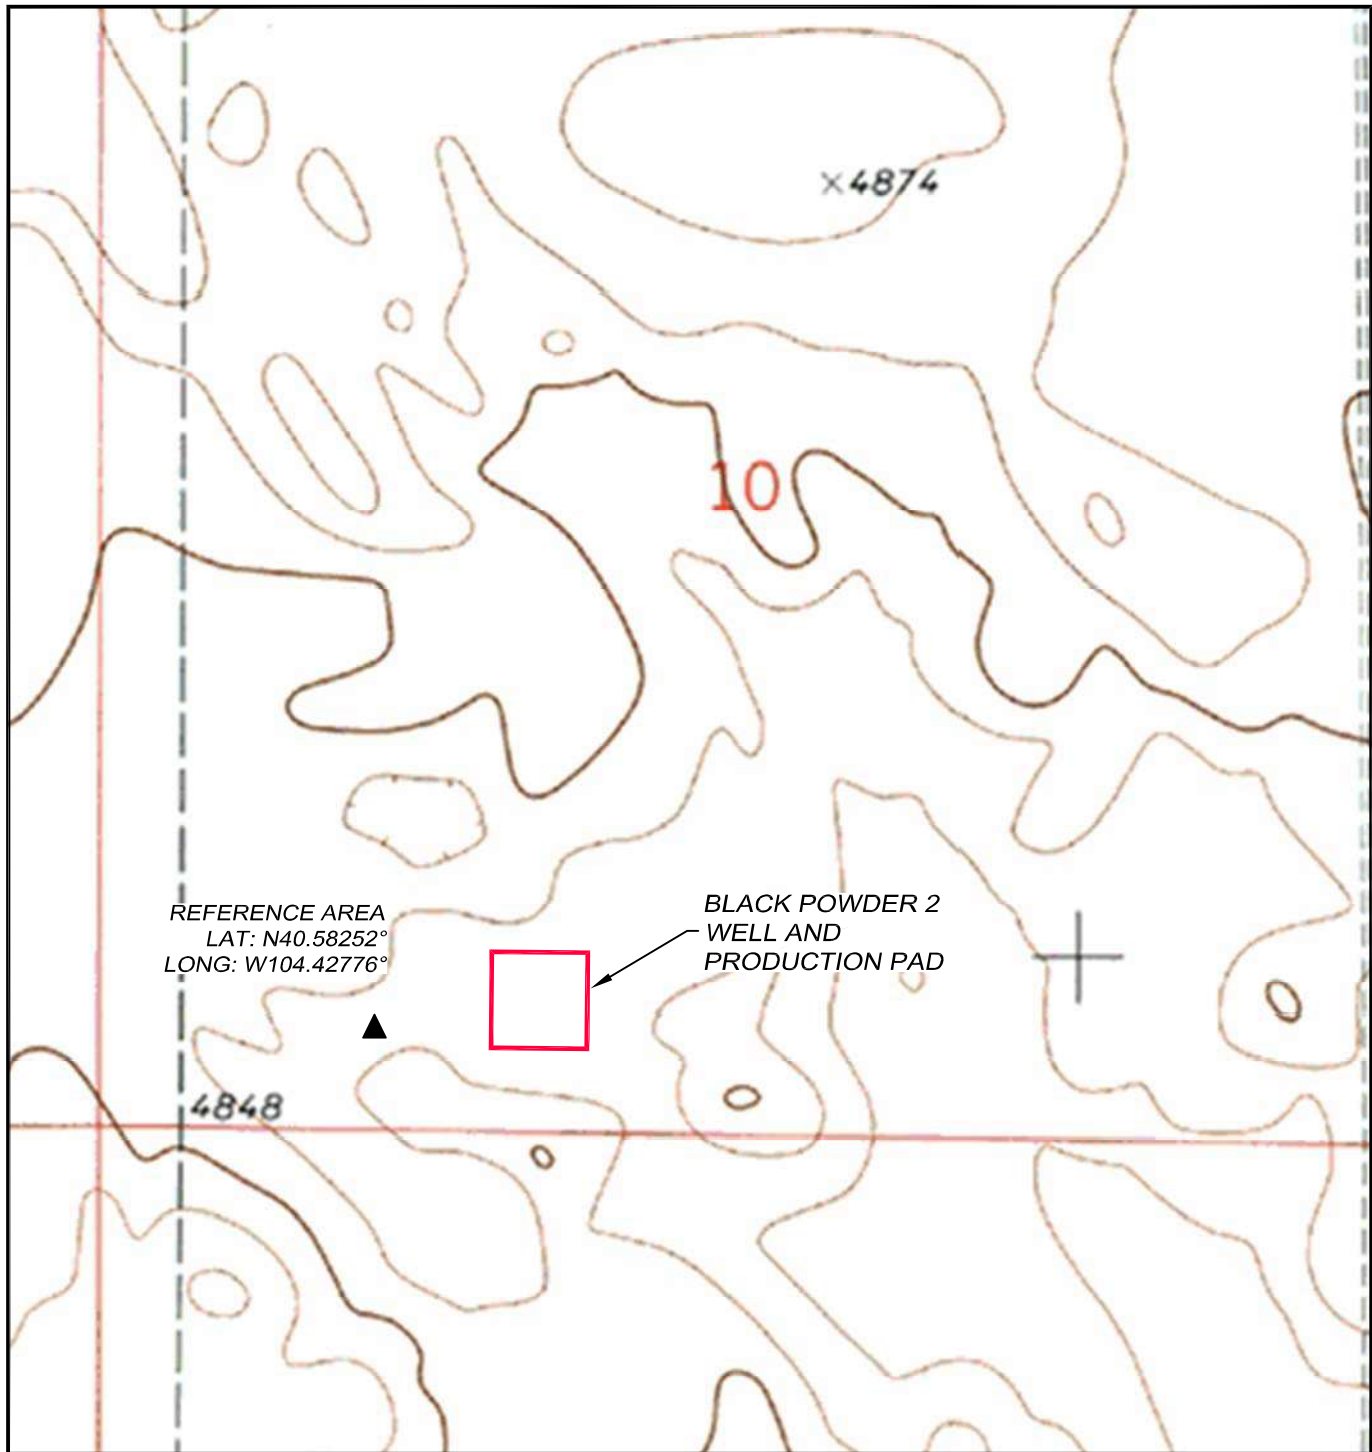 ×4874
10
REFERENCE AREA
LAT: N40.58252°
LONG: W104.42776°
BLACK POWDER 2
WELL AND
PRODUCTION PAD
4848